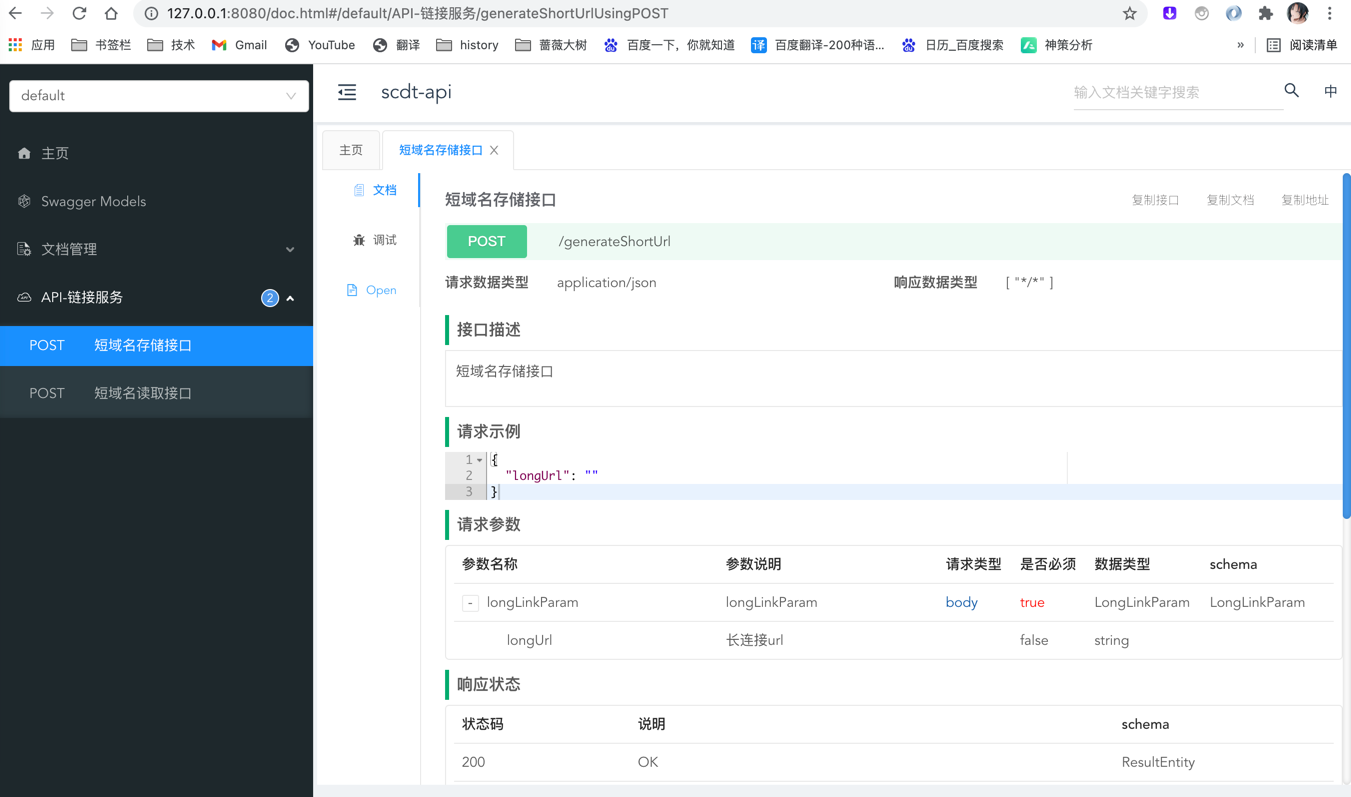 127.0.0.1:8080/doc.html#/default/API-链接服务/generateShortUrlUsingPOST
应用 书签栏 技术 Gmail YouTube 翻译 history 蔷薇大树 百度一下，你就知道 译 百度翻译-200种语... 日历_百度搜索 神策分析 » 阅读清单
default
scdt-api
输入文档关键字搜索
中
主页
Swagger Models
文档管理
API-链接服务 2
POST 短域名存储接口
POST 短域名读取接口
主页 短域名存储接口
文档
调试
Open
短域名存储接口 复制接口 复制文档 复制地址
POST /generateShortUrl
请求数据类型 application/json 响应数据类型 [ "*/*" ]
接口描述
短域名存储接口
请求示例
1 {
2 "longUrl": ""
3 }
请求参数
参数名称 参数说明 请求类型 是否必须 数据类型 schema
- longLinkParam longLinkParam body true LongLinkParam LongLinkParam
longUrl 长连接url false string
响应状态
状态码 说明 schema
200 OK ResultEntity